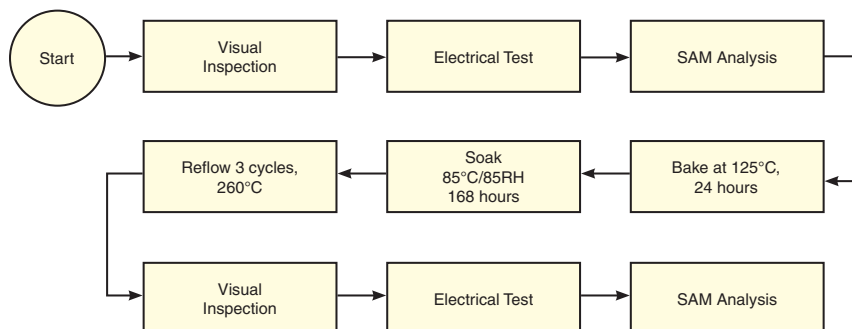 Start
Visual
Inspection
Electrical Test
SAM Analysis
Reflow 3 cycles,
260°C
Soak
85°C/85RH
168 hours
Bake at 125°C,
24 hours
Visual
Inspection
Electrical Test
SAM Analysis